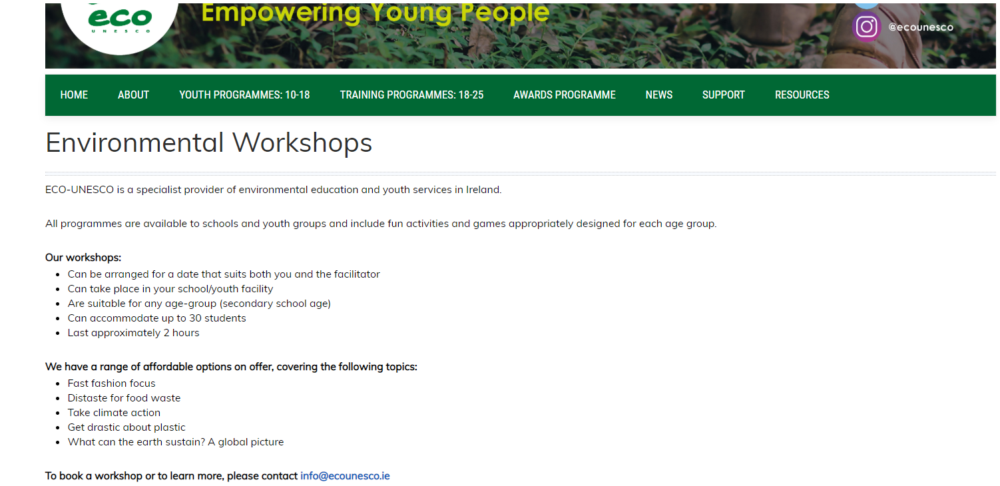 eco
UNESCO
Empowering Young People
@ecounesco
HOME ABOUT YOUTH PROGRAMMES: 10-18 TRAINING PROGRAMMES: 18-25 AWARDS PROGRAMME NEWS SUPPORT RESOURCES
Environmental Workshops
ECO-UNESCO is a specialist provider of environmental education and youth services in Ireland.
All programmes are available to schools and youth groups and include fun activities and games appropriately designed for each age group.
Our workshops:
• Can be arranged for a date that suits both you and the facilitator
• Can take place in your school/youth facility
• Are suitable for any age-group (secondary school age)
• Can accommodate up to 30 students
• Last approximately 2 hours
We have a range of affordable options on offer, covering the following topics:
• Fast fashion focus
• Distaste for food waste
• Take climate action
• Get drastic about plastic
• What can the earth sustain? A global picture
To book a workshop or to learn more, please contact info@ecounesco.ie